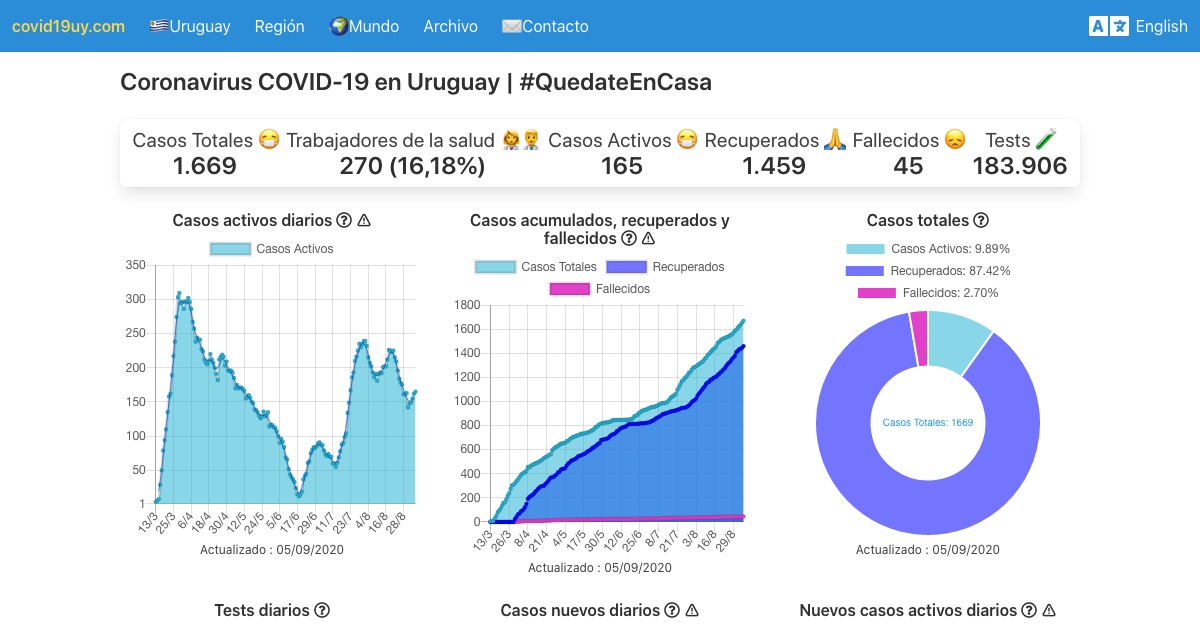 covid19uy.com Uruguay Región Mundo Archivo Contacto A English
Coronavirus COVID-19 en Uruguay | #QuedateEnCasa
Casos Totales Trabajadores de la salud Casos Activos Recuperados Fallecidos Tests
1.669 270 (16,18%) 165 1.459 45 183.906
Casos activos diarios
Casos Activos
350
300
250
200
150
100
50
1
13/3 25/3 6/4 18/4 30/4 12/5 24/5 5/6 17/6 29/6 11/7 23/7 4/8 16/8 28/8
Actualizado : 05/09/2020
Casos acumulados, recuperados y
fallecidos
Casos Totales Recuperados
Fallecidos
1800
1600
1400
1200
1000
800
600
400
200
0
13/3 26/3 8/4 21/4 4/5 17/5 30/5 12/6 25/6 8/7 21/7 3/8 16/8 29/8
Actualizado : 05/09/2020
Casos totales
Casos Activos: 9.89%
Recuperados: 87.42%
Fallecidos: 2.70%
Casos Totales: 1669
Actualizado : 05/09/2020
Tests diarios
Casos nuevos diarios
Nuevos casos activos diarios